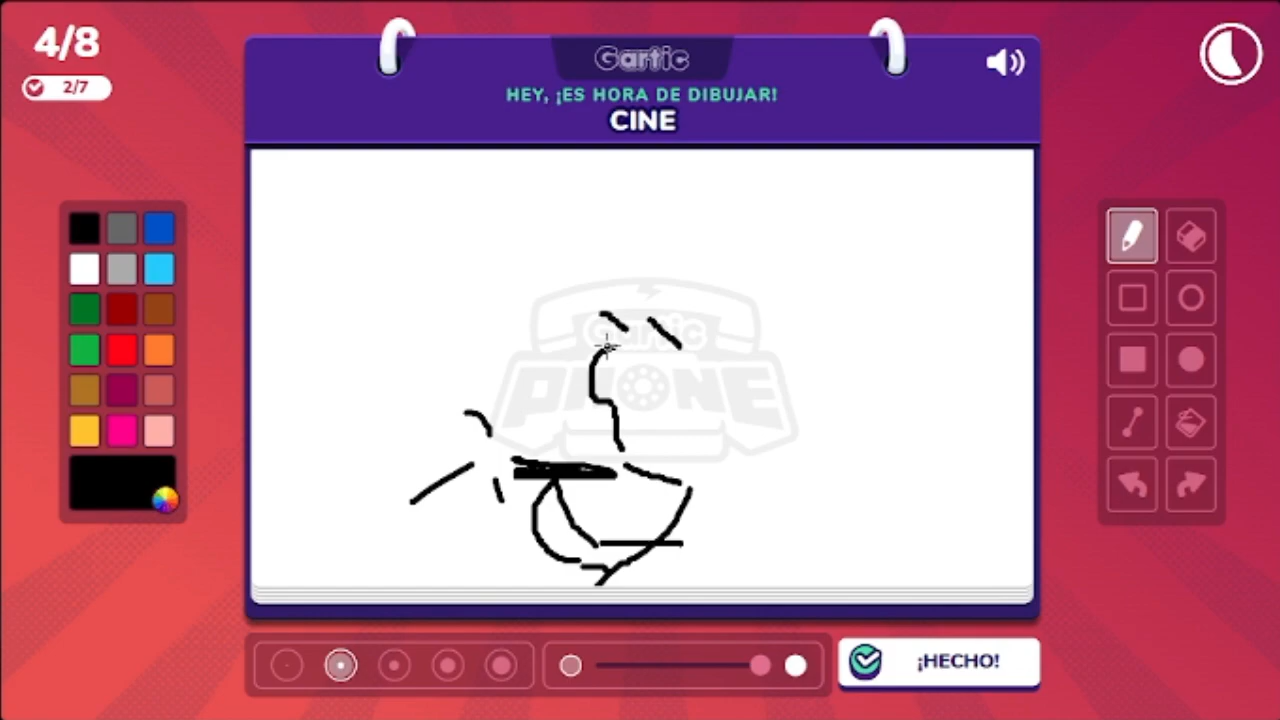 4/8
2/7
Gartic
HEY, ¡ES HORA DE DIBUJAR!
CINE
Gartic
PHONE
¡HECHO!